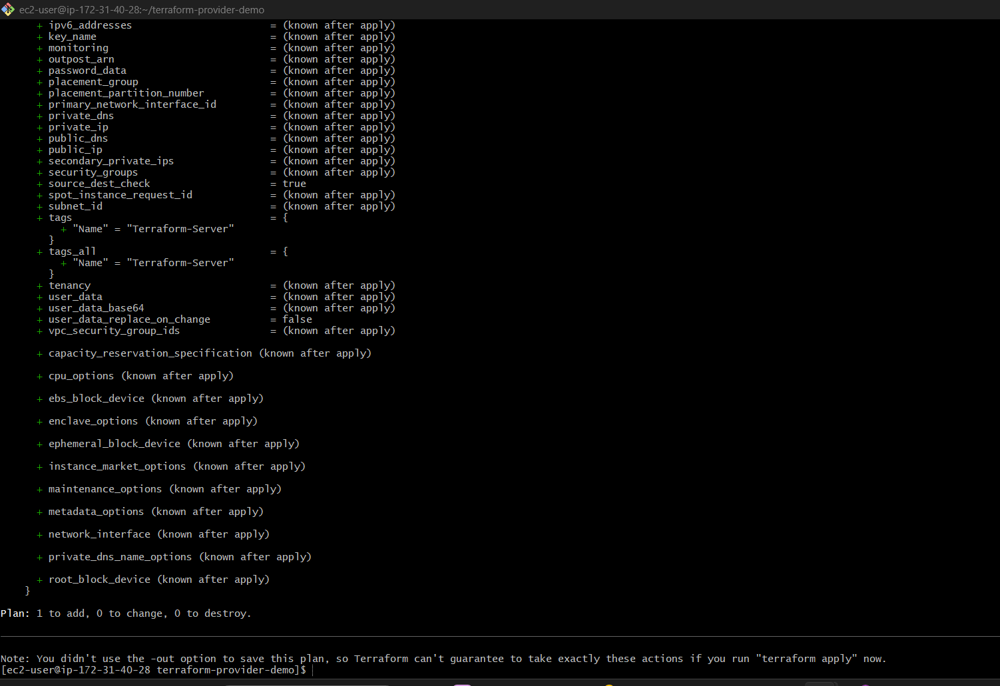 ec2-user@ip-172-31-40-28:~/terraform-provider-demo
+ ipv6_addresses = (known after apply)
+ key_name = (known after apply)
+ monitoring = (known after apply)
+ outpost_arn = (known after apply)
+ password_data = (known after apply)
+ placement_group = (known after apply)
+ placement_partition_number = (known after apply)
+ primary_network_interface_id = (known after apply)
+ private_dns = (known after apply)
+ private_ip = (known after apply)
+ public_dns = (known after apply)
+ public_ip = (known after apply)
+ secondary_private_ips = (known after apply)
+ security_groups = (known after apply)
+ source_dest_check = true
+ spot_instance_request_id = (known after apply)
+ subnet_id = (known after apply)
+ tags = {
+ "Name" = "Terraform-Server"
}
+ tags_all = {
+ "Name" = "Terraform-Server"
}
+ tenancy = (known after apply)
+ user_data = (known after apply)
+ user_data_base64 = (known after apply)
+ user_data_replace_on_change = false
+ vpc_security_group_ids = (known after apply)
+ capacity_reservation_specification (known after apply)
+ cpu_options (known after apply)
+ ebs_block_device (known after apply)
+ enclave_options (known after apply)
+ ephemeral_block_device (known after apply)
+ instance_market_options (known after apply)
+ maintenance_options (known after apply)
+ metadata_options (known after apply)
+ network_interface (known after apply)
+ private_dns_name_options (known after apply)
+ root_block_device (known after apply)
}
Plan: 1 to add, 0 to change, 0 to destroy.
Note: You didn't use the -out option to save this plan, so Terraform can't guarantee to take exactly these actions if you run "terraform apply" now.
[ec2-user@ip-172-31-40-28 terraform-provider-demo]$